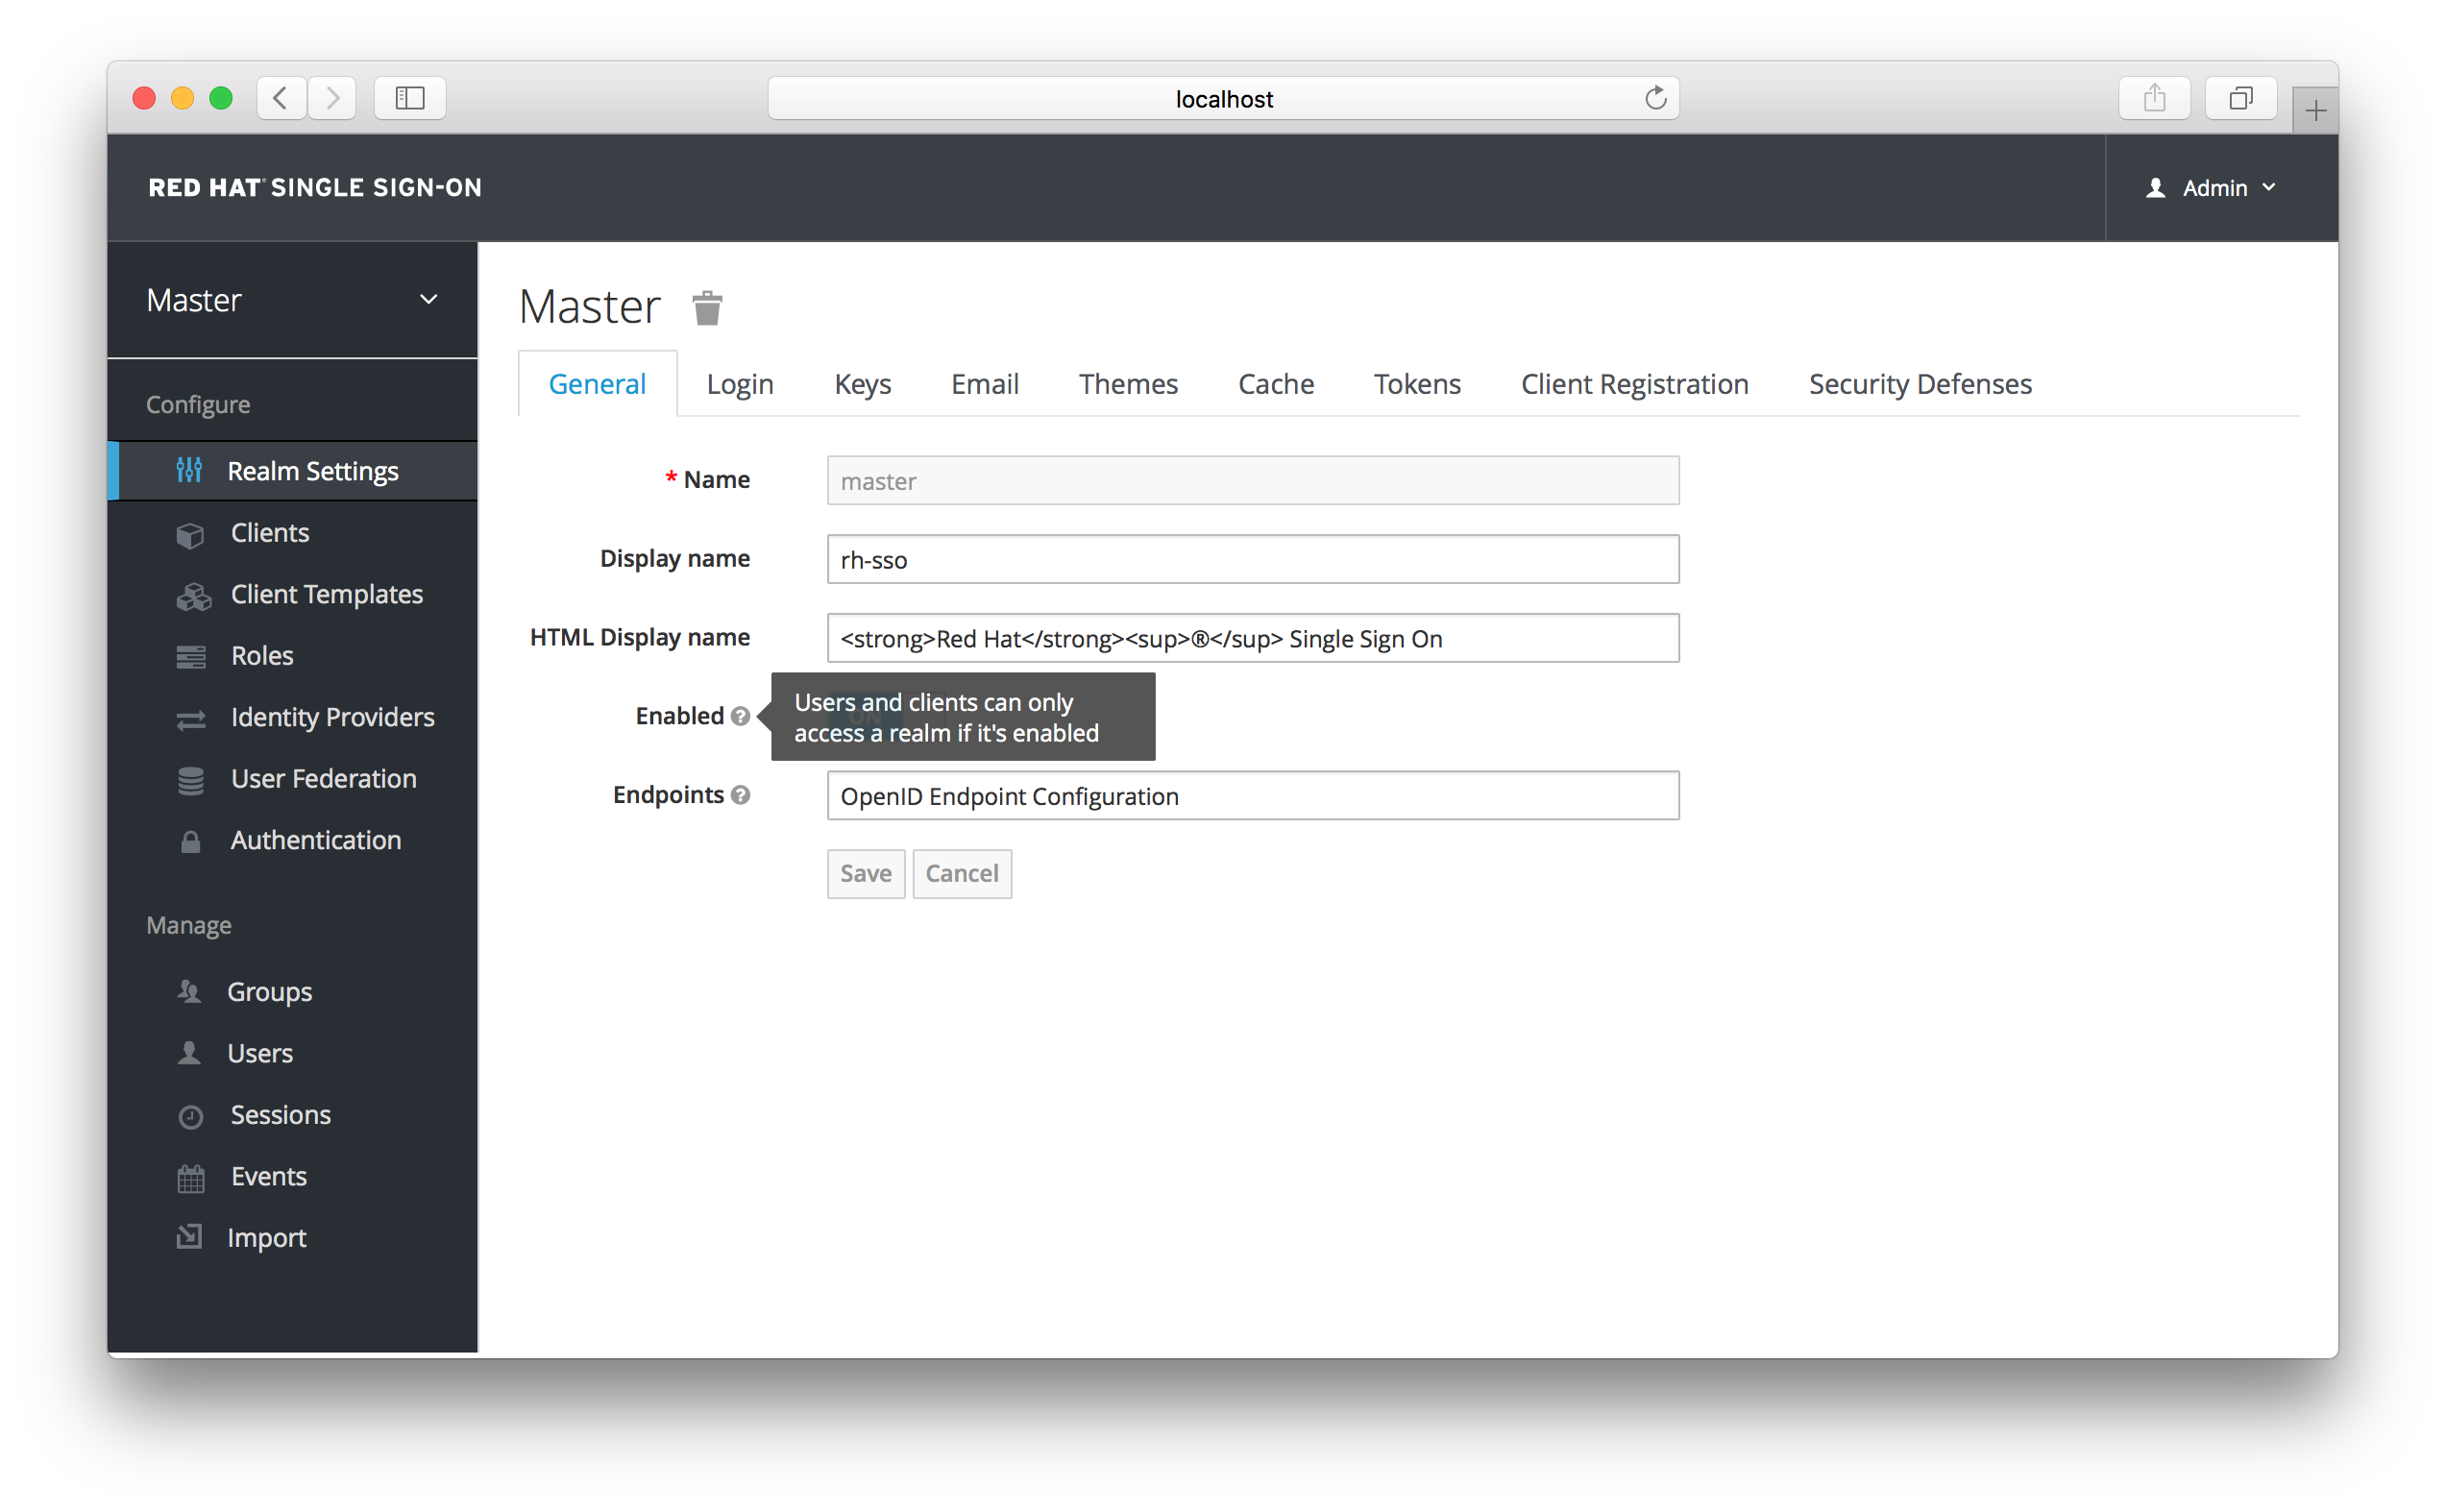 localhost
RED HAT® SINGLE SIGN-ON
Admin
Master
Configure
Realm Settings
Clients
Client Templates
Roles
Identity Providers
User Federation
Authentication
Manage
Groups
Users
Sessions
Events
Import
Master
General Login Keys Email Themes Cache Tokens Client Registration Security Defenses
* Name master
Display name rh-sso
HTML Display name <strong>Red Hat</strong><sup>®</sup> Single Sign On
Enabled ON
Users and clients can only
access a realm if it's enabled
Endpoints OpenID Endpoint Configuration
Save Cancel